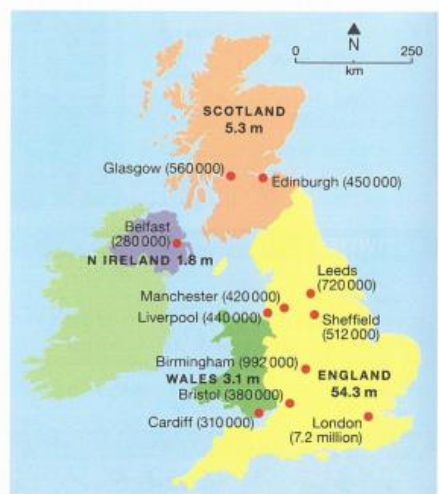 N
0 250
km
SCOTLAND
5.3 m
Glasgow (560 000)
Edinburgh (450 000)
Belfast
(280 000)
N IRELAND 1.8 m
Leeds
(720 000)
Manchester (420 000)
Liverpool (440 000)
Sheffield
(512 000)
Birmingham (992 000)
WALES 3.1 m
ENGLAND
54.3 m
Bristol (380 000)
Cardiff (310 000)
London
(7.2 million)